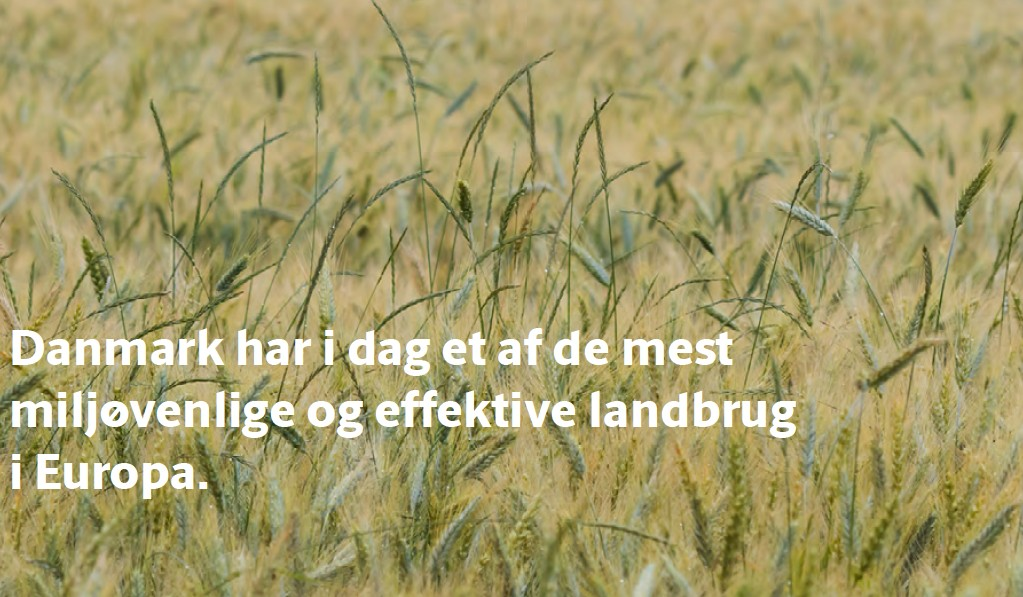 Danmark har i dag et af de mest
miljøvenlige og effektive landbrug
i Europa.